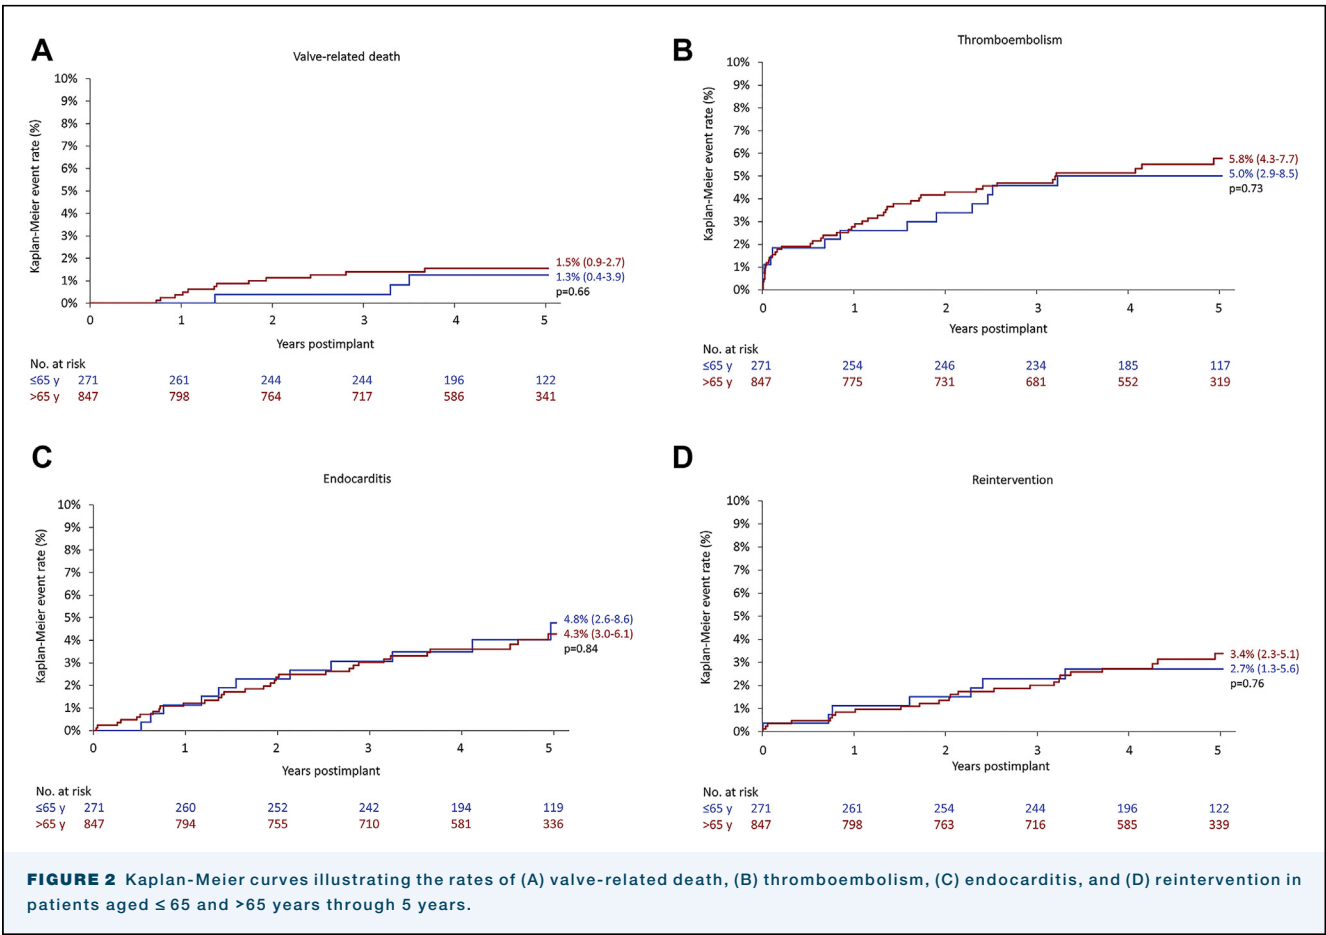 A
Valve-related death
Kaplan-Meier event rate (%)
10%
9%
8%
7%
6%
5%
4%
3%
2%
1%
0%
1.5% (0.9-2.7)
1.3% (0.4-3.9)
p=0.66
0 1 2 3 4 5
Years postimplant
No. at risk
≤65 y 271 261 244 244 196 122
>65 y 847 798 764 717 586 341
B
Thromboembolism
Kaplan-Meier event rate (%)
10%
9%
8%
7%
6%
5%
4%
3%
2%
1%
0%
5.8% (4.3-7.7)
5.0% (2.9-8.5)
p=0.73
0 1 2 3 4 5
Years postimplant
No. at risk
≤65 y 271 254 246 234 185 117
>65 y 847 775 731 681 552 319
C
Endocarditis
Kaplan-Meier event rate (%)
10%
9%
8%
7%
6%
5%
4%
3%
2%
1%
0%
4.8% (2.6-8.6)
4.3% (3.0-6.1)
p=0.84
0 1 2 3 4 5
Years postimplant
No. at risk
≤65 y 271 260 252 242 194 119
>65 y 847 794 755 710 581 336
D
Reintervention
Kaplan-Meier event rate (%)
10%
9%
8%
7%
6%
5%
4%
3%
2%
1%
0%
3.4% (2.3-5.1)
2.7% (1.3-5.6)
p=0.76
0 1 2 3 4 5
Years postimplant
No. at risk
≤65 y 271 261 254 244 196 122
>65 y 847 798 763 716 585 339
FIGURE 2 Kaplan-Meier curves illustrating the rates of (A) valve-related death, (B) thromboembolism, (C) endocarditis, and (D) reintervention in
patients aged ≤ 65 and >65 years through 5 years.